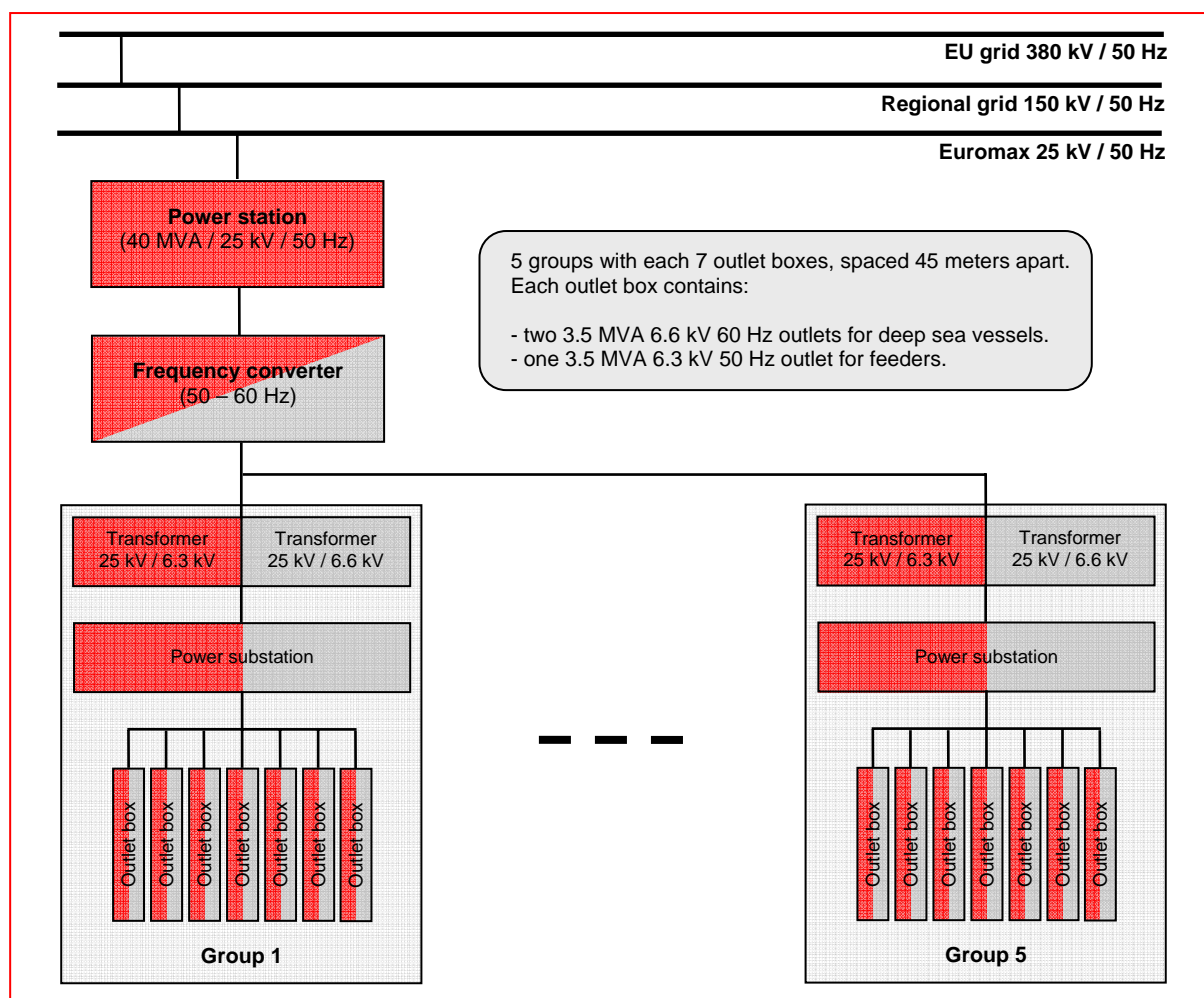 EU grid 380 kV / 50 Hz
Regional grid 150 kV / 50 Hz
Euromax 25 kV / 50 Hz
Power station
(40 MVA / 25 kV / 50 Hz)
5 groups with each 7 outlet boxes, spaced 45 meters apart.
Each outlet box contains:
- two 3.5 MVA 6.6 kV 60 Hz outlets for deep sea vessels.
- one 3.5 MVA 6.3 kV 50 Hz outlet for feeders.
Frequency converter
(50 – 60 Hz)
Transformer
25 kV / 6.3 kV
Transformer
25 kV / 6.6 kV
Power substation
Outlet box
Outlet box
Outlet box
Outlet box
Outlet box
Outlet box
Outlet box
Group 1
Transformer
25 kV / 6.3 kV
Transformer
25 kV / 6.6 kV
Power substation
Outlet box
Outlet box
Outlet box
Outlet box
Outlet box
Outlet box
Outlet box
Group 5